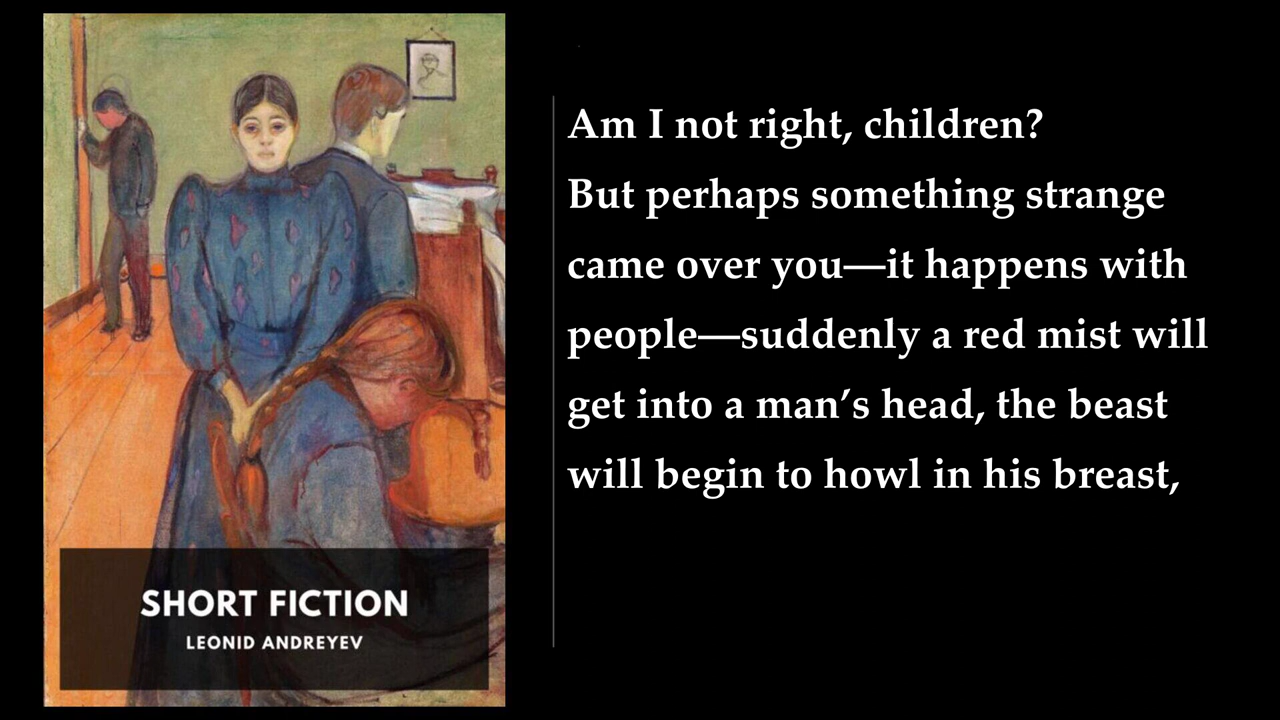 SHORT FICTION
LEONID ANDREYEV
Am I not right, children?
But perhaps something strange
came over you—it happens with
people—suddenly a red mist will
get into a man’s head, the beast
will begin to howl in his breast,